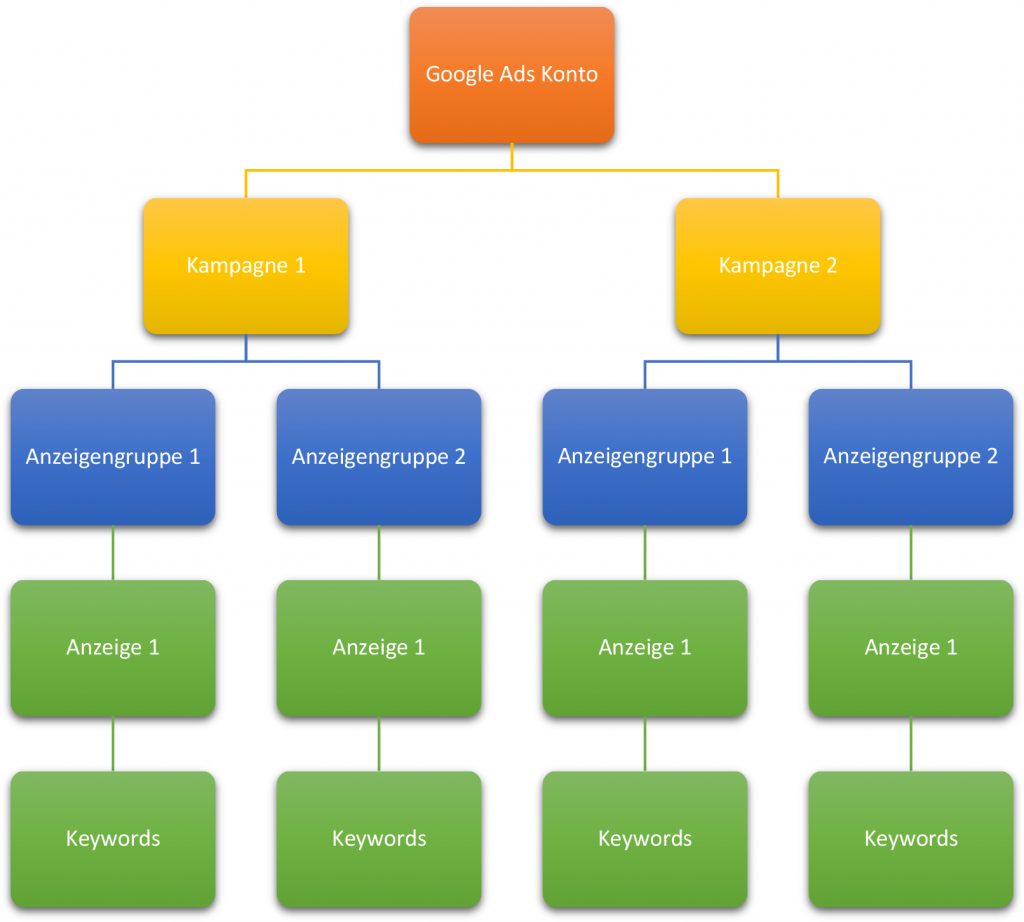 Google Ads Konto
Kampagne 1
Kampagne 2
Anzeigengruppe 1
Anzeigengruppe 2
Anzeigengruppe 1
Anzeigengruppe 2
Anzeige 1
Anzeige 1
Anzeige 1
Anzeige 1
Keywords
Keywords
Keywords
Keywords